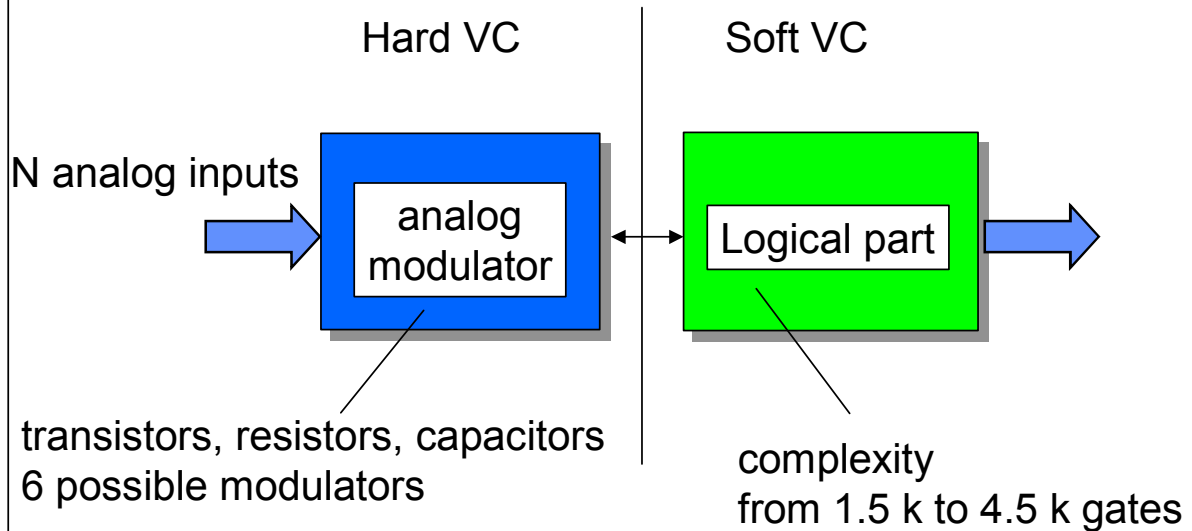 Hard VC
Soft VC
N analog inputs
analog
modulator
Logical part
transistors, resistors, capacitors
6 possible modulators
complexity
from 1.5 k to 4.5 k gates